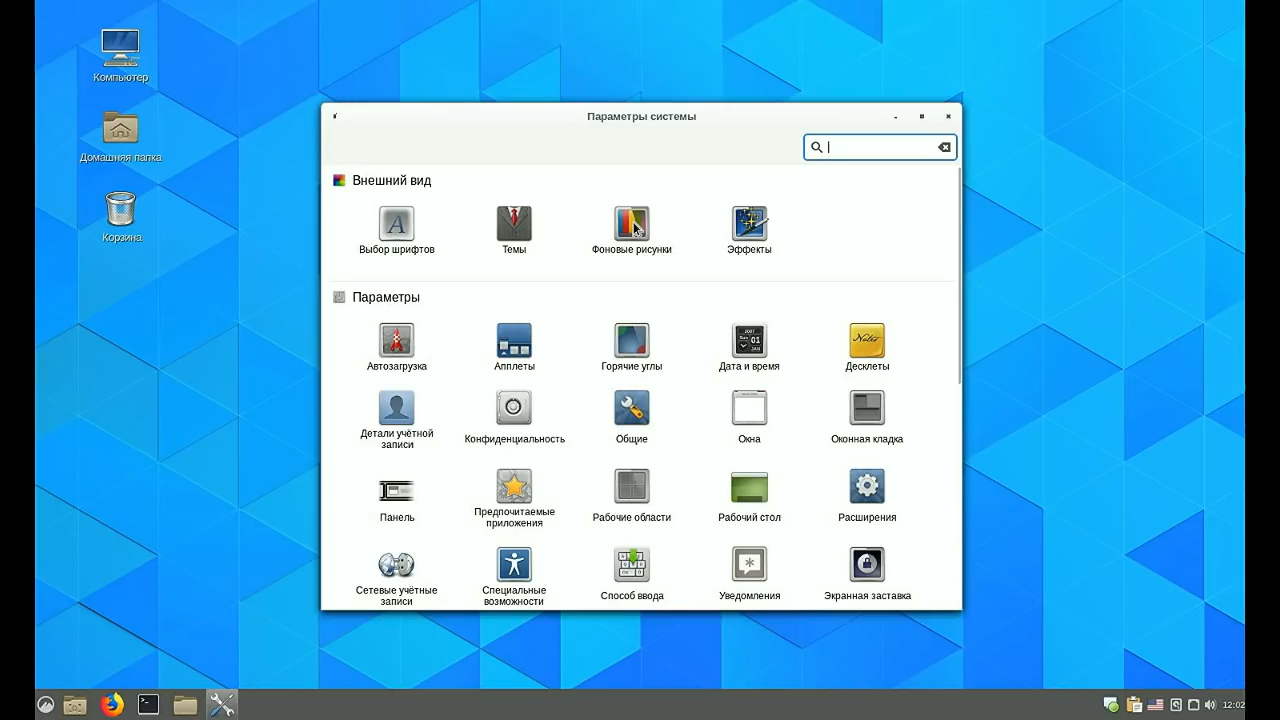 Компьютер
Домашняя папка
Корзина
Параметры системы
Внешний вид
Выбор шрифтов
Темы
Фоновые рисунки
Эффекты
Параметры
Автозагрузка
Апплеты
Горячие углы
Дата и время
Десклеты
Детали учётной
записи
Конфиденциальность
Общие
Окна
Оконная кладка
Панель
Предпочитаемые
приложения
Рабочие области
Рабочий стол
Расширения
Сетевые учётные
записи
Специальные
возможности
Способ ввода
Уведомления
Экранная заставка
12:02